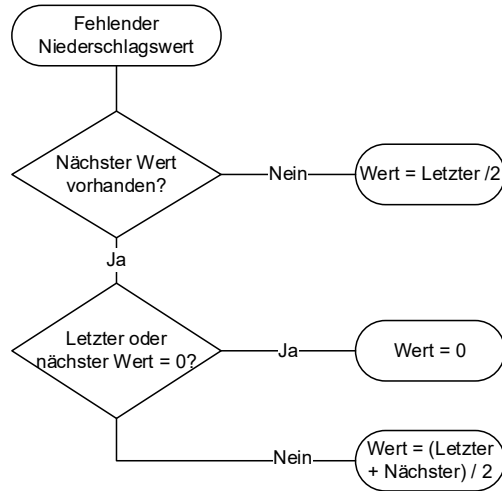 Fehlender
Niederschlagswert
Nächster Wert
vorhanden?
Nein
Wert = Letzter /2
Ja
Letzter oder
nächster Wert = 0?
Ja
Wert = 0
Nein
Wert = (Letzter
+ Nächster) / 2